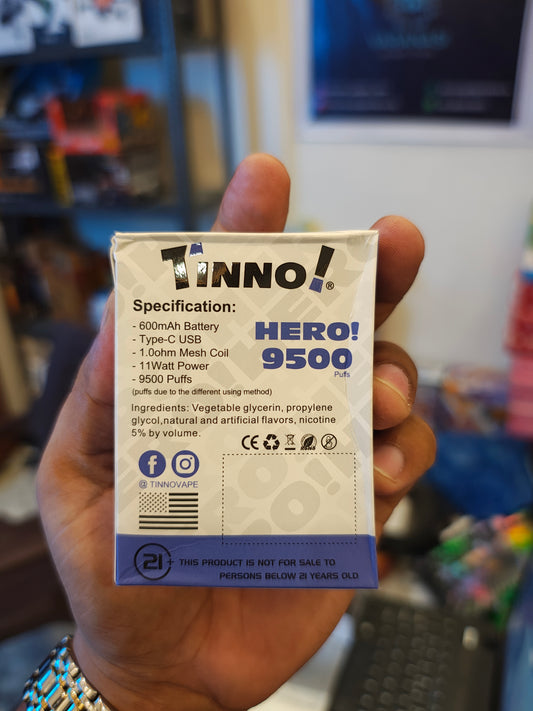 TiNNO!®
Specification:
- 600mAh Battery
- Type-C USB
- 1.0ohm Mesh Coil
- 11Watt Power
- 9500 Puffs
(puffs due to the different using method)
HERO!
9500
Puffs
Ingredients: Vegetable glycerin, propylene
glycol,natural and artificial flavors, nicotine
5% by volume.
CE
@ TINNOVAPE
21+
THIS PRODUCT IS NOT FOR SALE TO
PERSONS BELOW 21 YEARS OLD